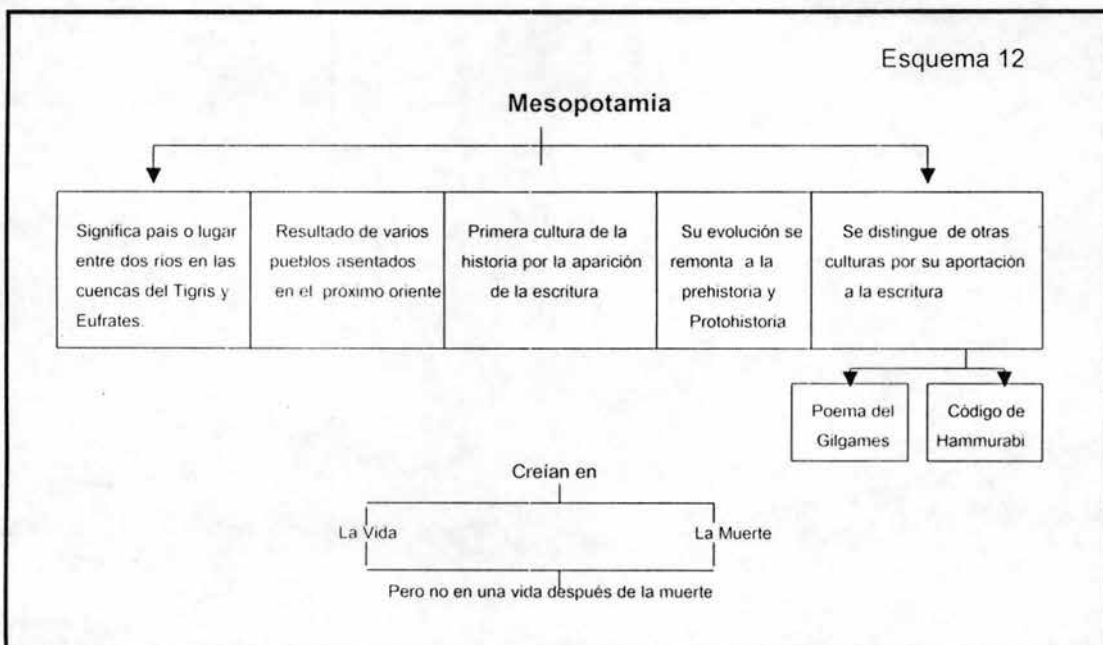 Esquema 12
Mesopotamia
Significa país o lugar
entre dos ríos en las
cuencas del Tigris y
Eufrates.
Resultado de varios
pueblos asentados
en el próximo oriente
Primera cultura de la
historia por la aparición
de la escritura
Su evolución se
remonta a la
prehistoria y
Protohistoria
Se distingue de otras
culturas por su aportación
a la escritura
Poema del
Gilgames
Código de
Hammurabi
Creían en
La Vida
La Muerte
Pero no en una vida después de la muerte